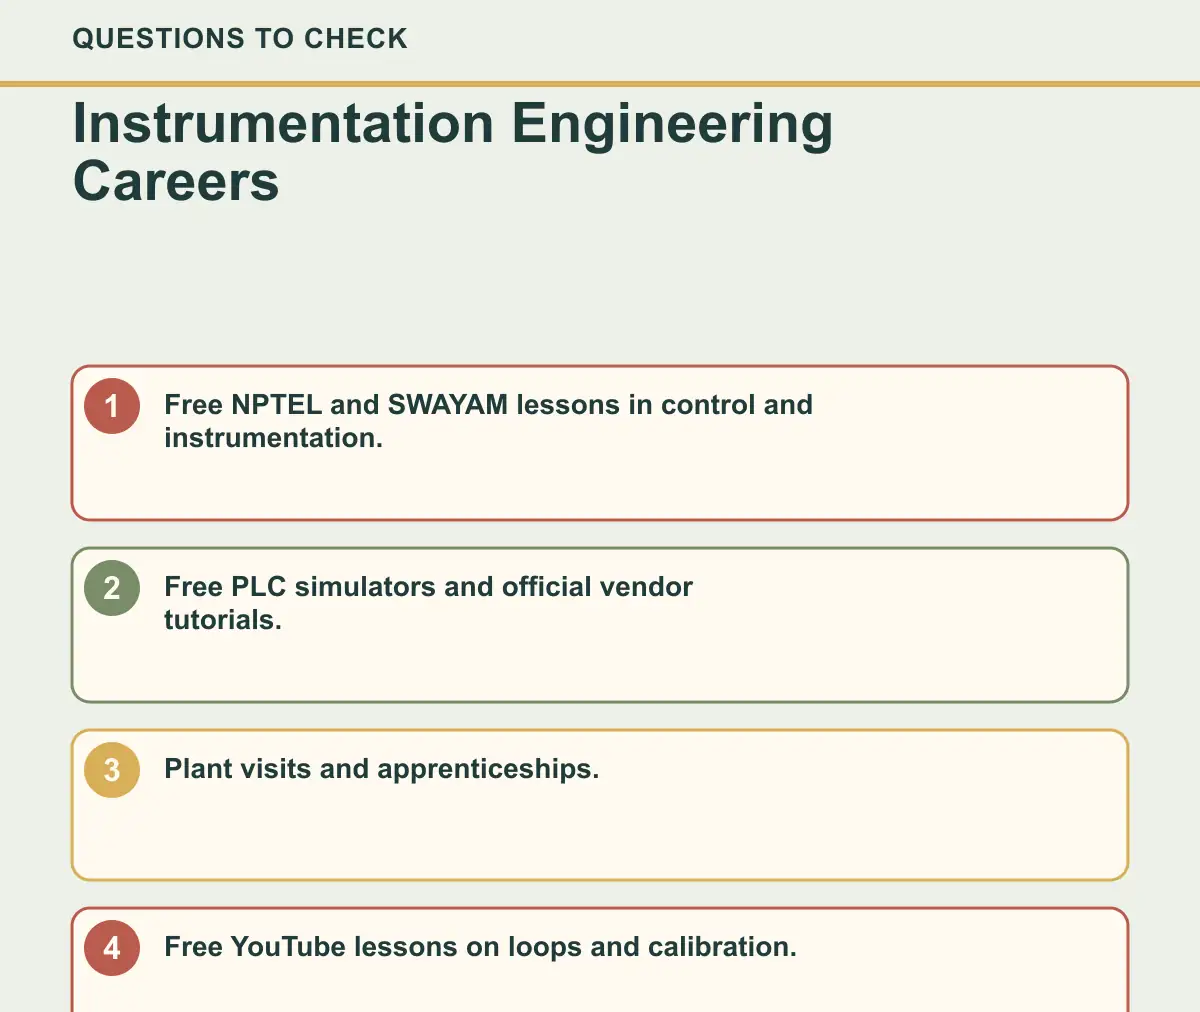 QUESTIONS TO CHECK
Instrumentation Engineering
Careers
1
Free NPTEL and SWAYAM lessons in control and
instrumentation.
2
Free PLC simulators and official vendor
tutorials.
3
Plant visits and apprenticeships.
4
Free YouTube lessons on loops and calibration.